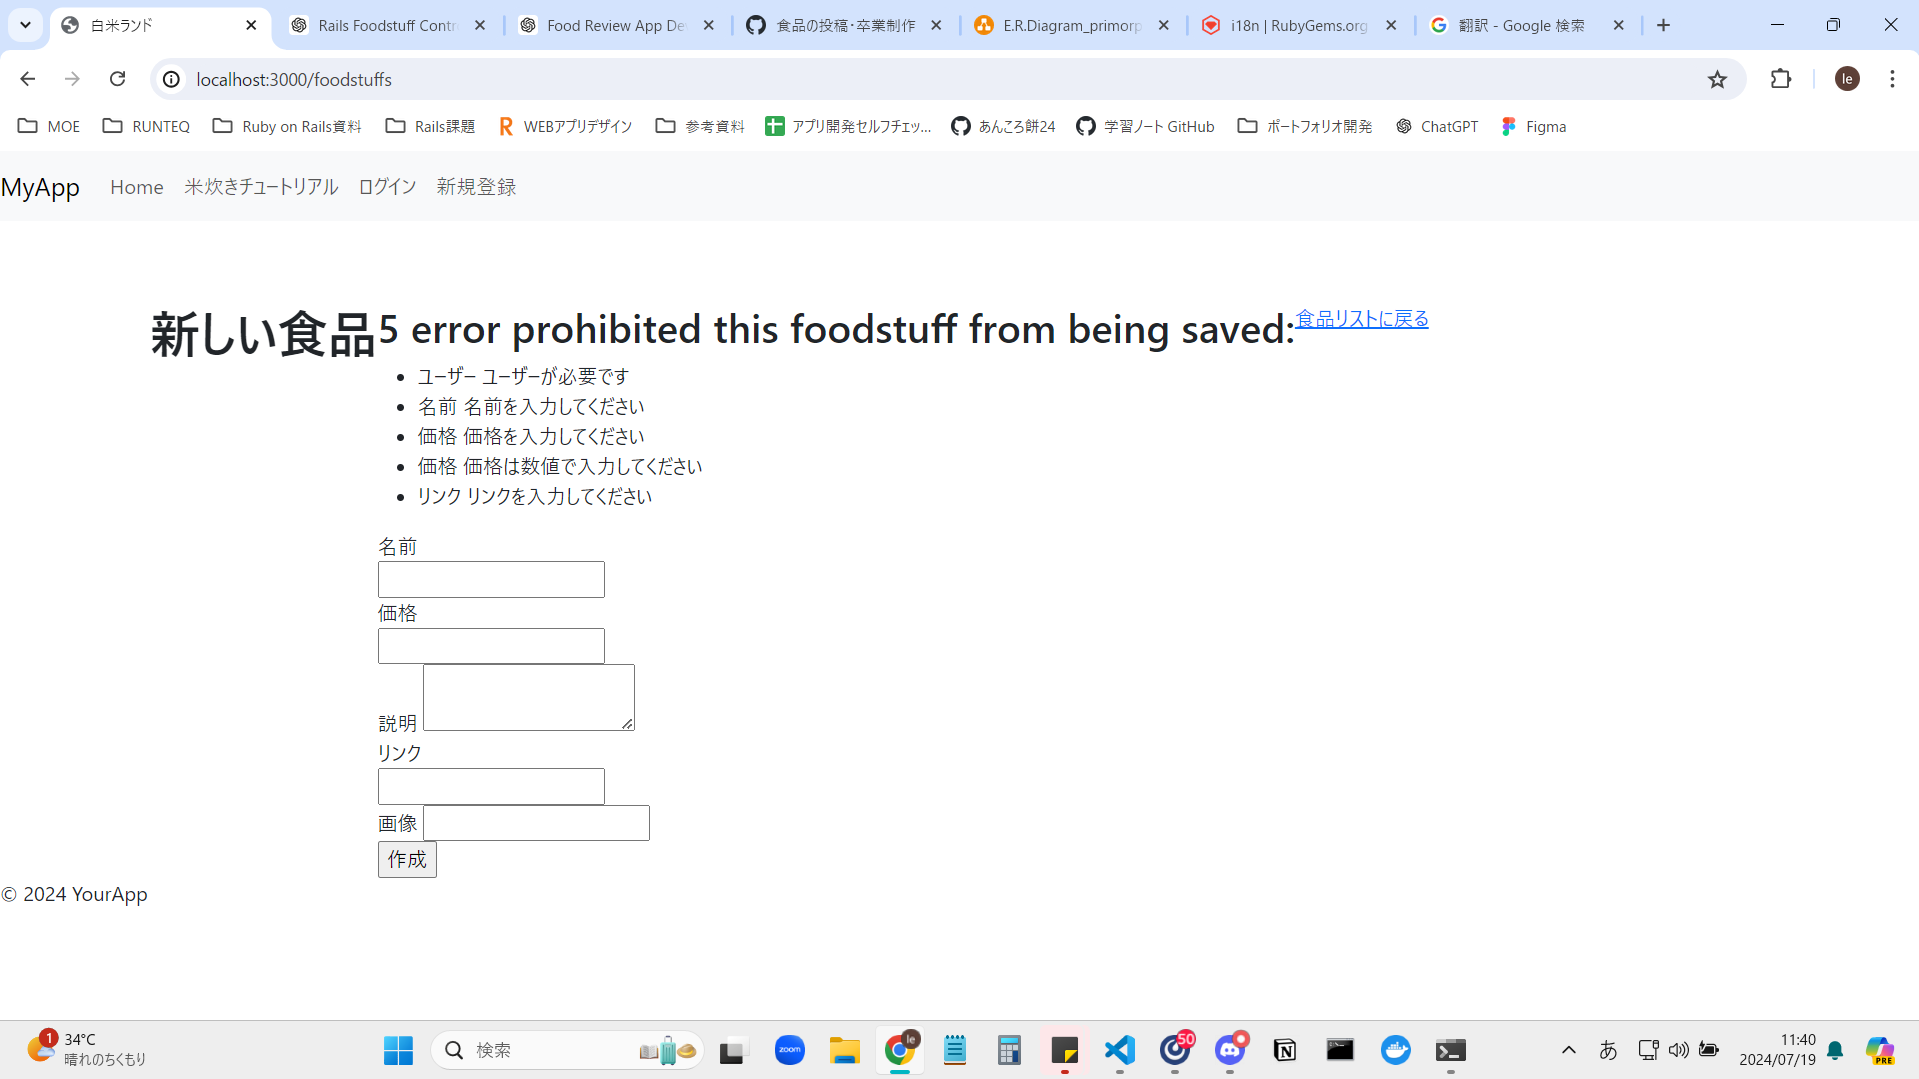 白米ランド
Rails Foodstuff Contr
Food Review App De
食品の投稿・卒業制作
E.R.Diagram_primorp
i18n | RubyGems.org
翻訳 - Google 検索
localhost:3000/foodstuffs
le
MOE
RUNTEQ
Ruby on Rails資料
Rails課題
WEBアプリデザイン
参考資料
アプリ開発セルフチェッ...
あんころ餅24
学習ノート GitHub
ポートフォリオ開発
ChatGPT
Figma
MyApp Home 米炊きチュートリアル ログイン 新規登録
新しい食品
5 error prohibited this foodstuff from being saved:
食品リストに戻る
ユーザー ユーザーが必要です
名前 名前を入力してください
価格 価格を入力してください
価格 価格は数値で入力してください
リンク リンクを入力してください
名前
価格
説明
リンク
画像
作成
© 2024 YourApp
1
34°C
晴れのちくもり
検索
zoom
le
50
あ
11:40
2024/07/19
PRE